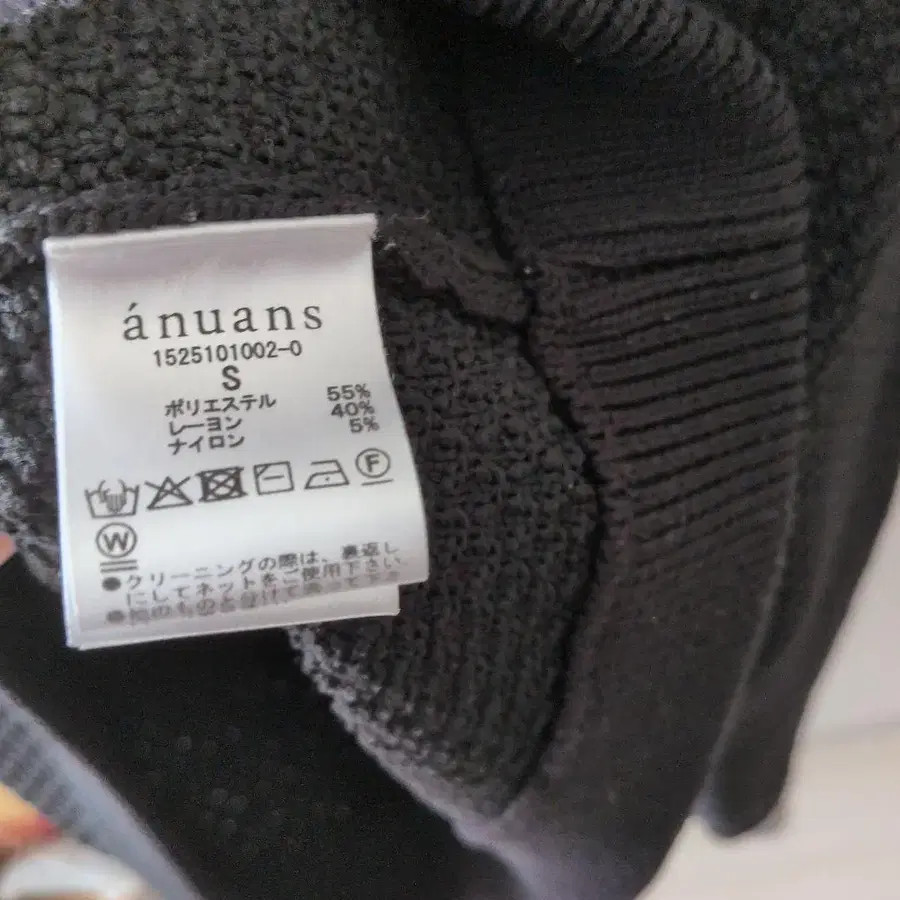 ánuans
1525101002-0
S
ポリエステル 55%
レーヨン 40%
ナイロン 5%
F
W
●クリーニングの際は、裏返し
にしてネットをご使用下さい